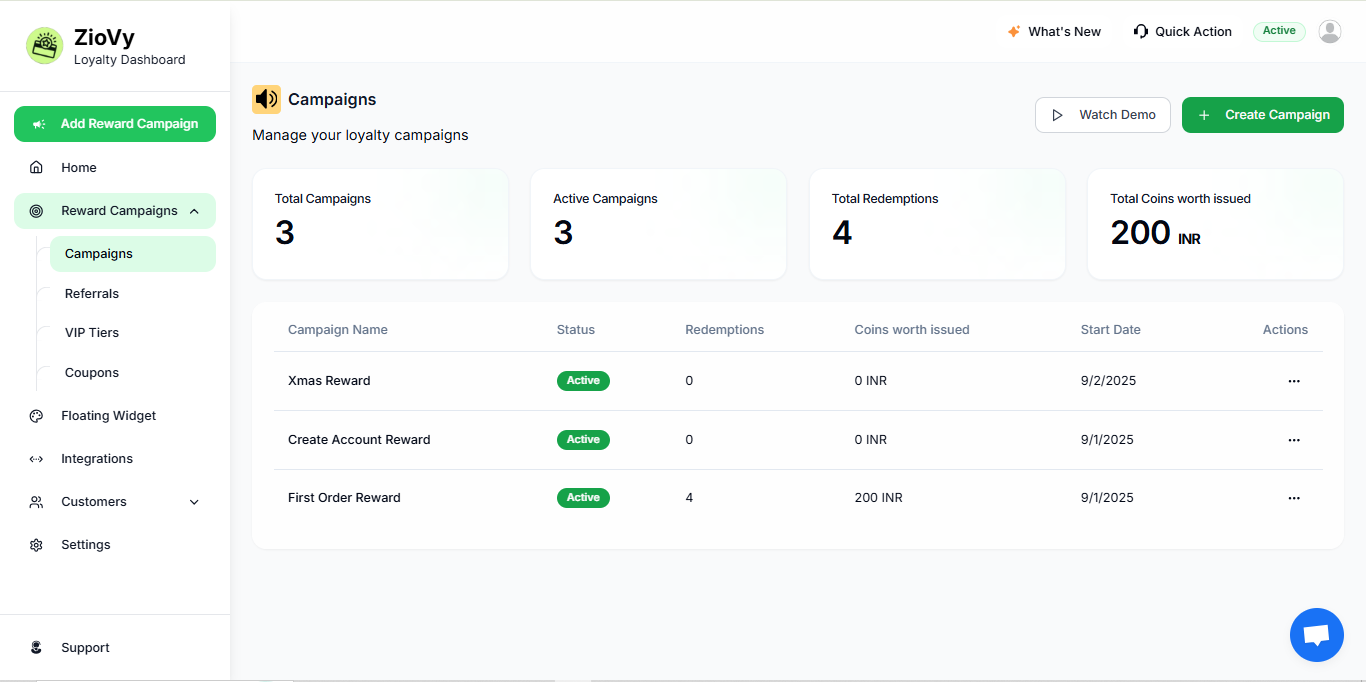 ZioVy
Loyalty Dashboard
What's New
Quick Action
Active
Add Reward Campaign
Home
Reward Campaigns
Campaigns
Referrals
VIP Tiers
Coupons
Floating Widget
Integrations
Customers
Settings
Support
Campaigns
Manage your loyalty campaigns
Watch Demo
Create Campaign
Total Campaigns
3
Active Campaigns
3
Total Redemptions
4
Total Coins worth issued
200 INR
Campaign Name Status Redemptions Coins worth issued Start Date Actions
Xmas Reward Active 0 0 INR 9/2/2025
Create Account Reward Active 0 0 INR 9/1/2025
First Order Reward Active 4 200 INR 9/1/2025